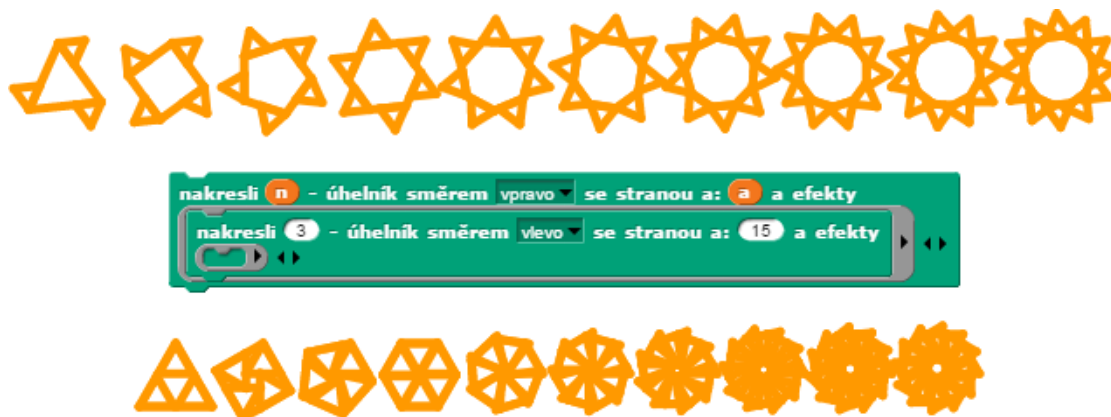 nakresli n - úhelník směrem vpravo se stranou a: a a efekty
nakresli 3 - úhelník směrem vlevo se stranou a: 15 a efekty